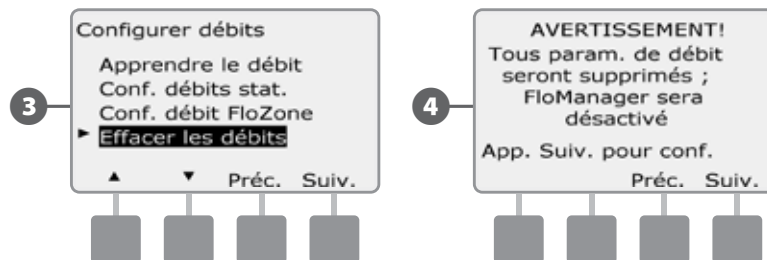 3
Configurer débits
Apprendre le débit
Conf. débits stat.
Conf. débit FloZone
► Effacer les débits
▲ ▼ Préc. Suiv.
4
AVERTISSEMENT!
Tous param. de débit
seront supprimés ;
FloManager sera
désactivé
App. Suiv. pour conf.
Préc. Suiv.